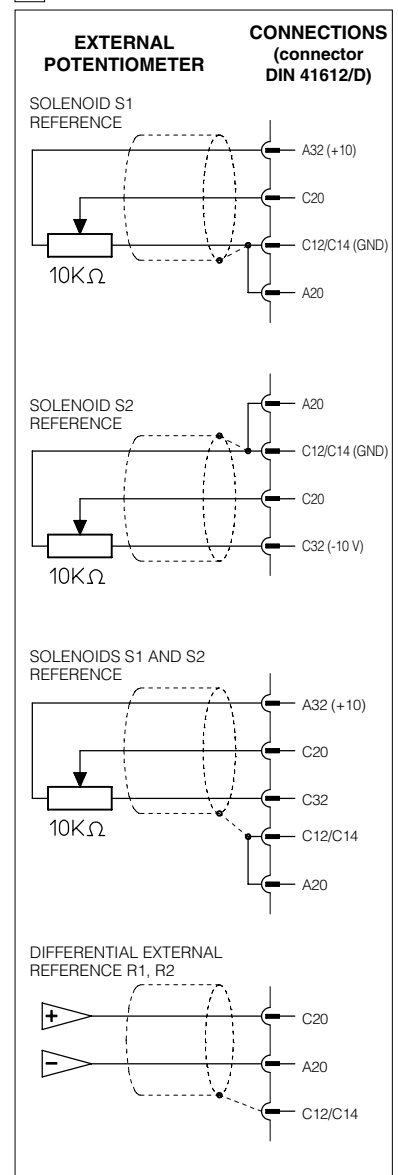 EXTERNAL
POTENTIOMETER
CONNECTIONS
(connector
DIN 41612/D)
SOLENOID S1
REFERENCE
A32 (+10)
C20
C12/C14 (GND)
A20
10KΩ
SOLENOID S2
REFERENCE
A20
C12/C14 (GND)
C20
C32 (-10 V)
10KΩ
SOLENOIDS S1 AND S2
REFERENCE
A32 (+10)
C20
C32
10KΩ
C12/C14
A20
DIFFERENTIAL EXTERNAL
REFERENCE R1, R2
+
C20
-
A20
C12/C14